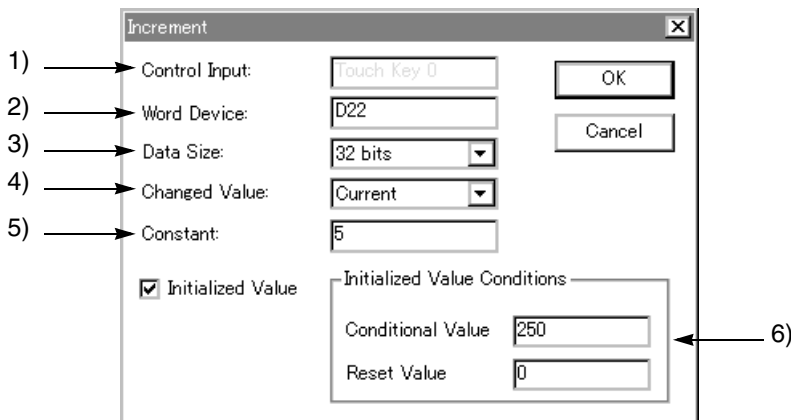 Increment
1) Control Input: Touch Key 0 OK
2) Word Device: D22
Cancel
3) Data Size: 32 bits
4) Changed Value: Current
5) Constant: 5
Initialized Value Initialized Value Conditions
Conditional Value 250
6)
Reset Value 0